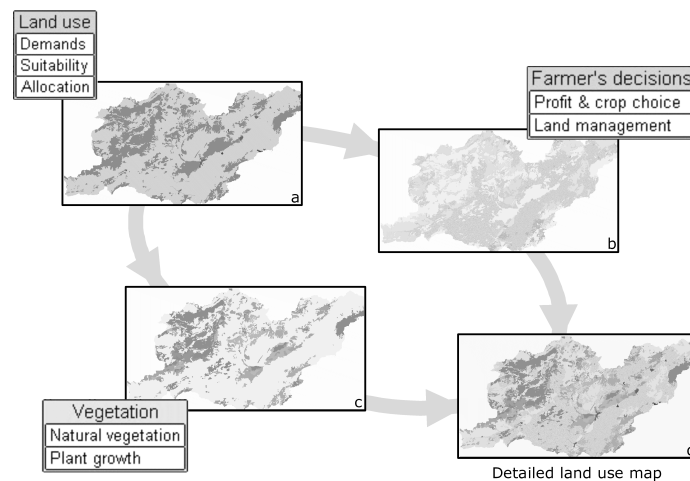 Land use
Demands
Suitability
Allocation
a
Farmer's decisions
Profit & crop choice
Land management
b
c
Vegetation
Natural vegetation
Plant growth
Detailed land use map